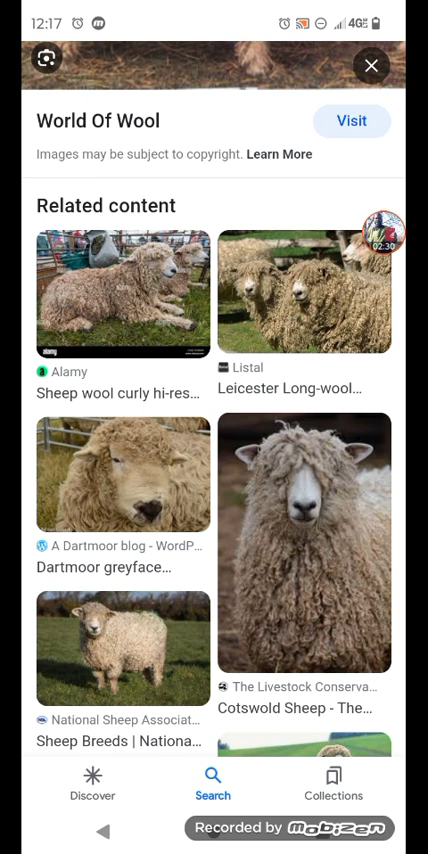 12:17
4G
World Of Wool
Visit
Images may be subject to copyright. Learn More
Related content
02:30
alamy
Alamy
Sheep wool curly hi-res...
Listal
Leicester Long-wool...
A Dartmoor blog - WordP...
Dartmoor greyface...
The Livestock Conserva...
Cotswold Sheep - The...
National Sheep Associat...
Sheep Breeds | Nationa...
Discover
Search
Collections
Recorded by Mobizen